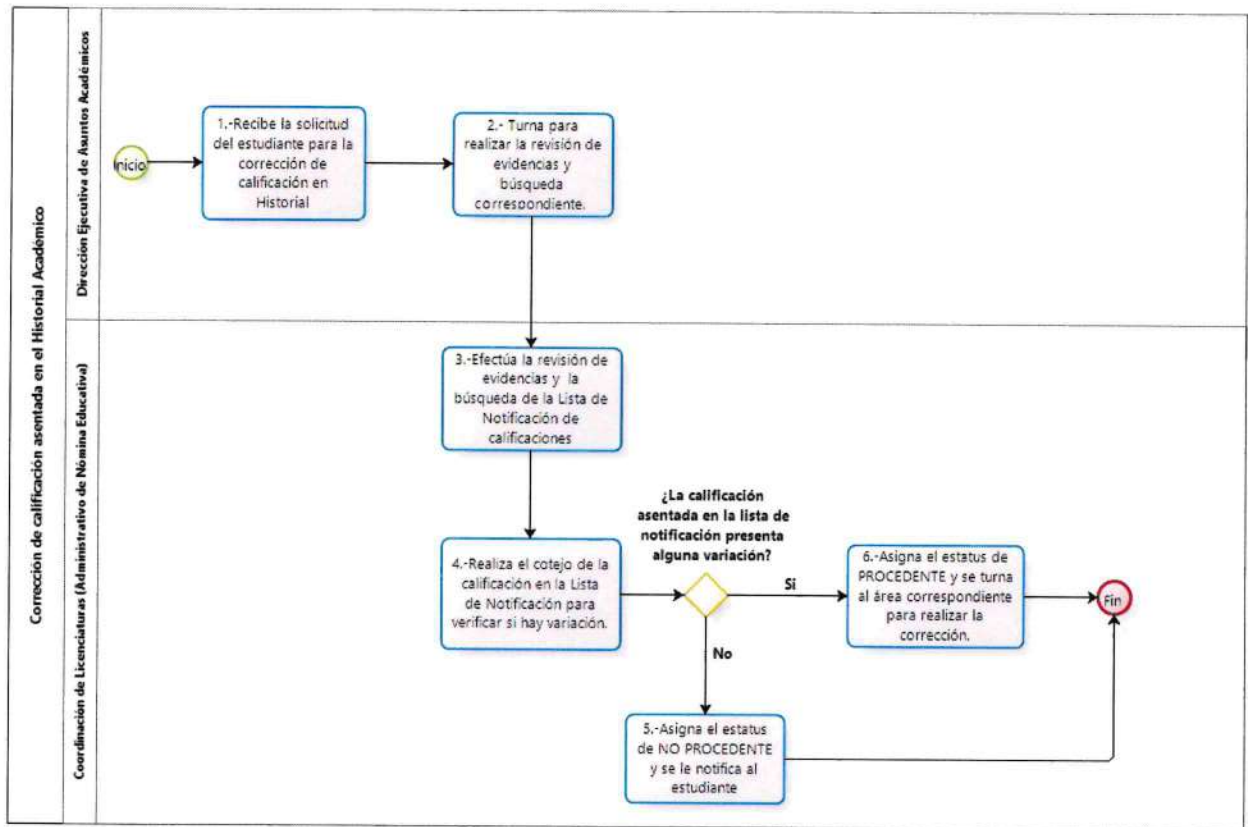 Corrección de calificación asentada en el Historial Académico
Dirección Ejecutiva de Asuntos Académicos
Inicio
1.-Recibe la solicitud
del estudiante para la
corrección de
calificación en
Historial
2.- Turna para
realizar la revisión de
evidencias y
búsqueda
correspondiente.
Coordinación de Licenciaturas (Administrativo de Nómina Educativa)
3.-Efectúa la revisión de
evidencias y la
búsqueda de la Lista de
Notificación de
calificaciones
4.-Realiza el cotejo de la
calificación en la Lista
de Notificación para
verificar si hay variación.
¿La calificación
asentada en la lista de
notificación presenta
alguna variación?
Si
No
6.-Asigna el estatus de
PROCEDENTE y se turna
al área correspondiente
para realizar la
corrección.
Fin
5.-Asigna el estatus
de NO PROCEDENTE
y se le notifica al
estudiante